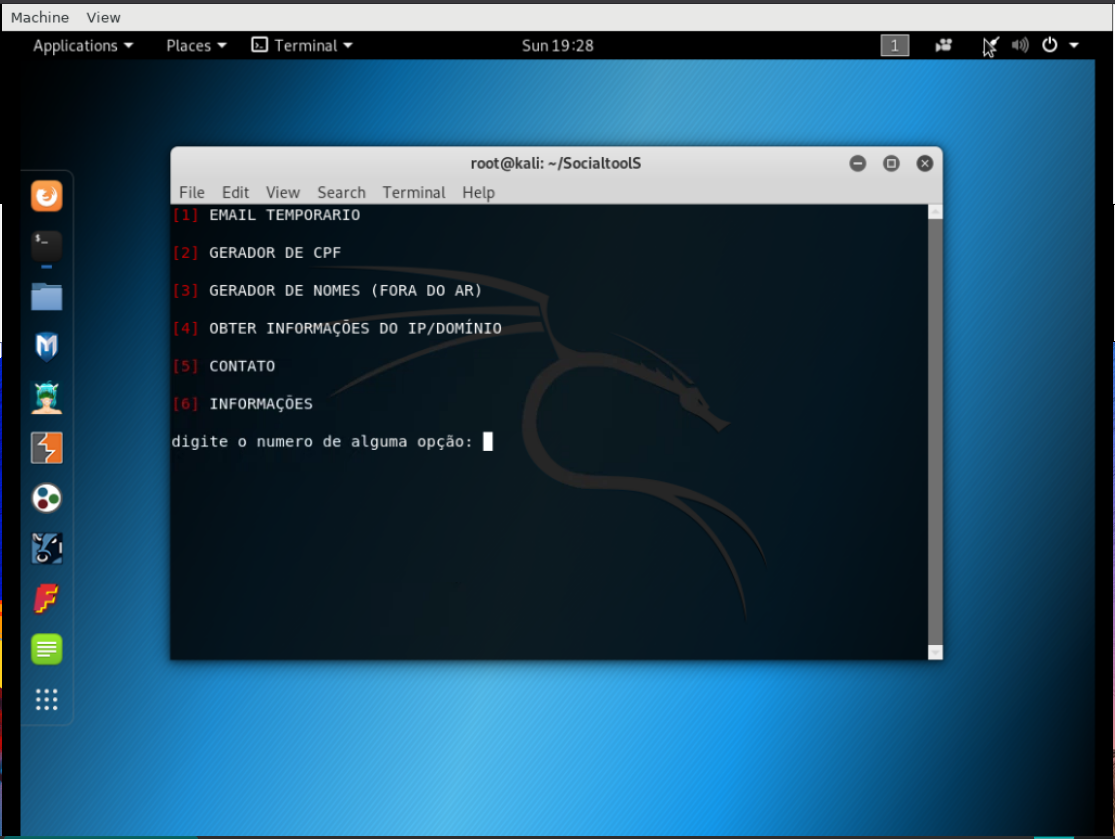 Machine View
Applications Places Terminal Sun 19:28 1
root@kali: ~/SocialtoolS
File Edit View Search Terminal Help
[1] EMAIL TEMPORARIO
[2] GERADOR DE CPF
[3] GERADOR DE NOMES (FORA DO AR)
[4] OBTER INFORMAÇÕES DO IP/DOMÍNIO
[5] CONTATO
[6] INFORMAÇÕES
digite o numero de alguma opção: